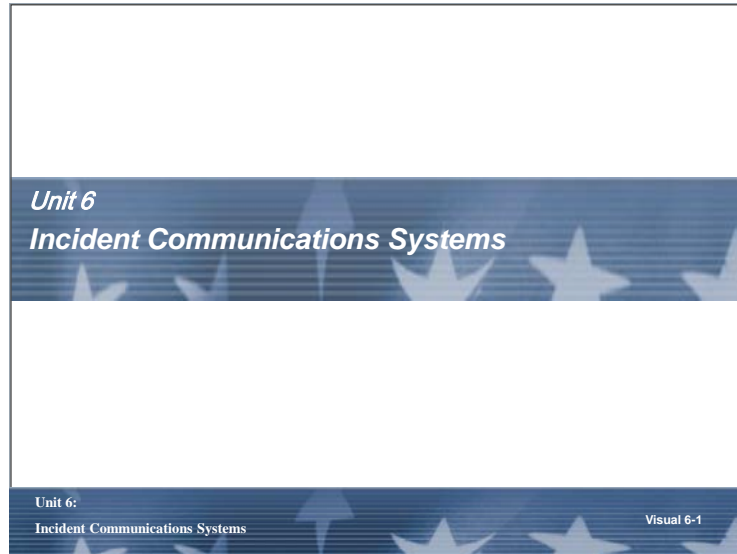 Unit 6
Incident Communications Systems
Unit 6:
Incident Communications Systems
Visual 6-1